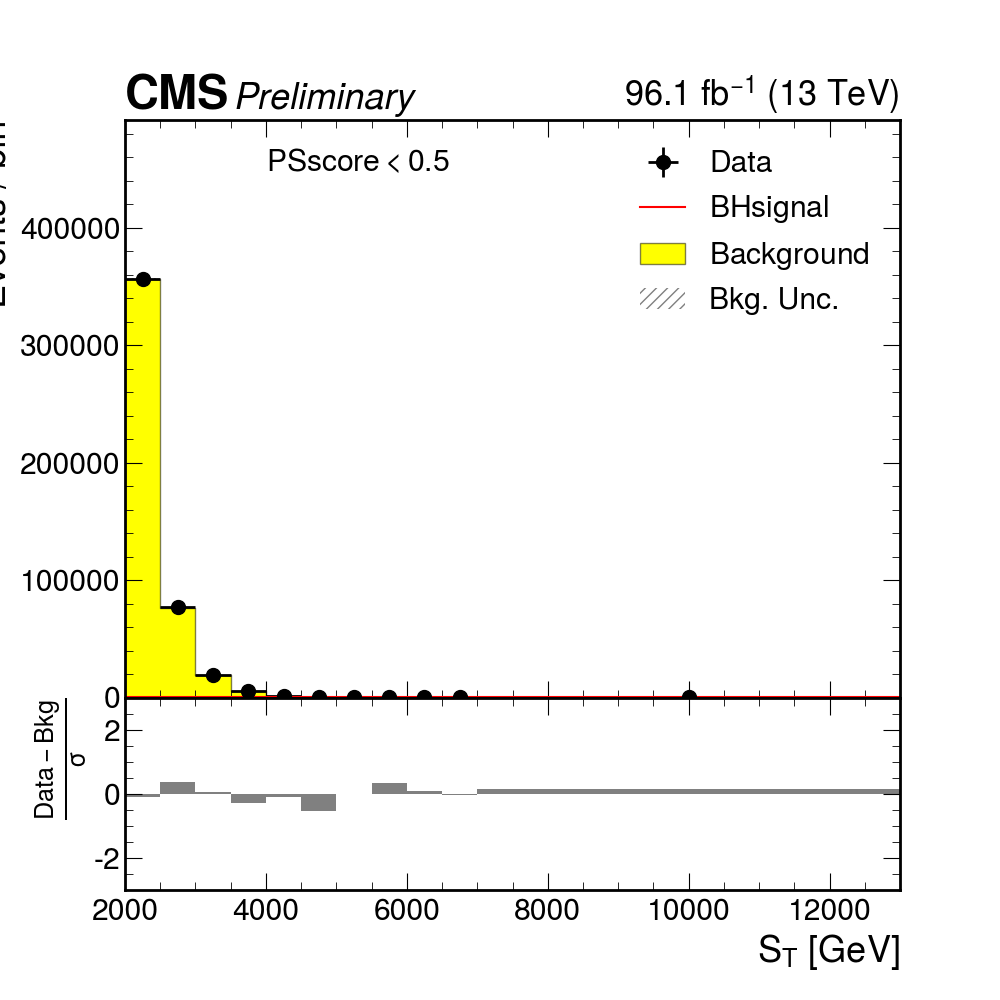 CMS Preliminary 96.1 fb⁻¹ (13 TeV)
PSscore < 0.5
Data
BHsignal
Background
Bkg. Unc.
400000
300000
200000
100000
0
Data − Bkg
σ
2
0
-2
2000 4000 6000 8000 10000 12000
S_T [GeV]